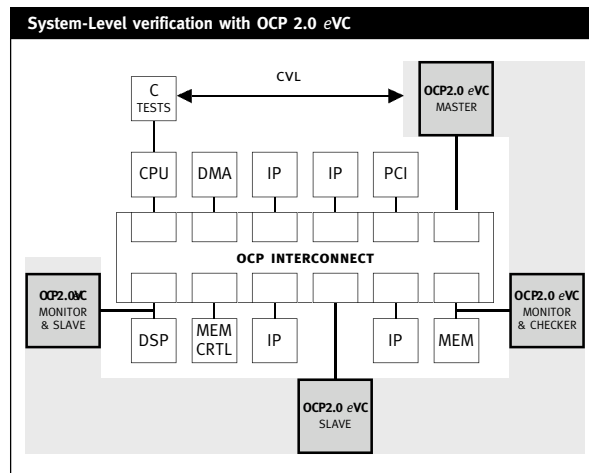 System-Level verification with OCP 2.0 eVC
CVL
C
TESTS
OCP2.0 eVC
MASTER
CPU
DMA
IP
IP
PCI
OCP INTERCONNECT
OCP2.0eVC
MONITOR
& SLAVE
OCP2.0 eVC
MONITOR
& CHECKER
DSP
MEM
CRTL
IP
IP
MEM
OCP2.0 eVC
SLAVE